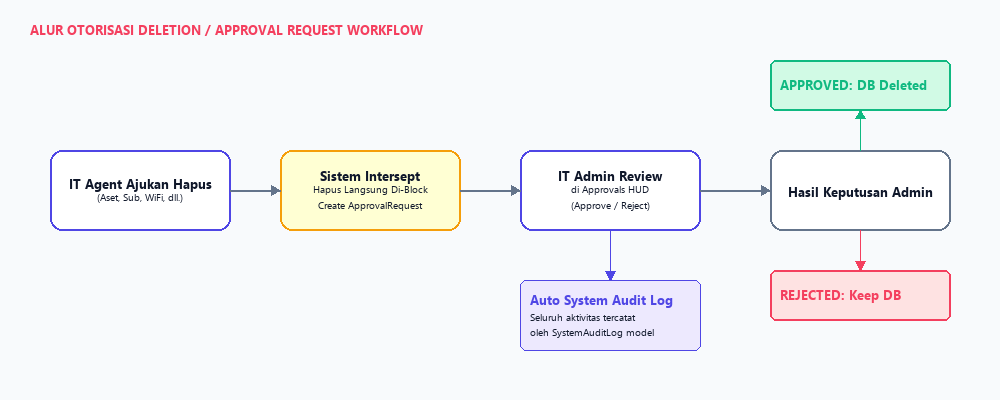 ALUR OTORISASI DELETION / APPROVAL REQUEST WORKFLOW
APPROVED: DB Deleted
IT Agent Ajukan Hapus
(Aset, Sub, WiFi, dll.)
Sistem Intersept
Hapus Langsung Di-Block
Create ApprovalRequest
IT Admin Review
di Approvals HUD
(Approve / Reject)
Hasil Keputusan Admin
Auto System Audit Log
Seluruh aktivitas tercatat
oleh SystemAuditLog model
REJECTED: Keep DB